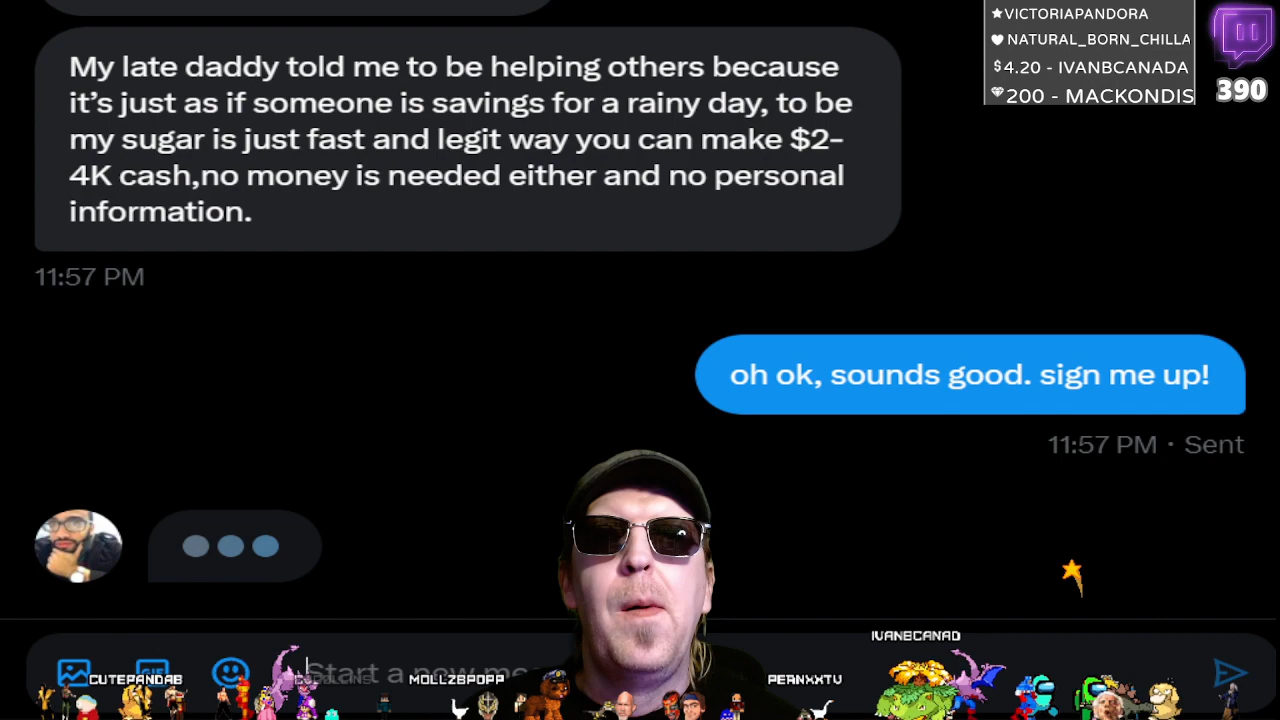 ★VICTORIAPANDORA
NATURAL_BORN_CHILLA
$4.20 - IVANBCANADA
200 - MACKONDIS
390
My late daddy told me to be helping others because
it’s just as if someone is savings for a rainy day, to be
my sugar is just fast and legit way you can make $2-
4K cash,no money is needed either and no personal
information.
11:57 PM
oh ok, sounds good. sign me up!
11:57 PM · Sent
IVANBCANAD
Start a new me
CUTEPANDAB
MOLLZBPOPP
PERNXXTV